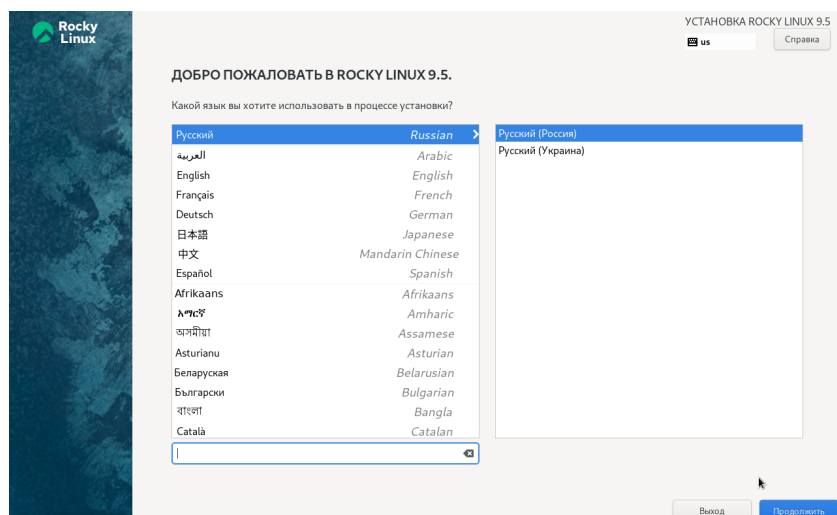 Rocky
Linux
УСТАНОВКА ROCKY LINUX 9.5
us
Справка
ДОБРО ПОЖАЛОВАТЬ В ROCKY LINUX 9.5.
Какой язык вы хотите использовать в процессе установки?
Русский Russian
العربية Arabic
English English
Français French
Deutsch German
日本語 Japanese
中文 Mandarin Chinese
Español Spanish
Afrikaans Afrikaans
አማርኛ Amharic
অসমীয়া Assamese
Asturianu Asturian
Беларуская Belarusian
Български Bulgarian
বাংলা Bangla
Català Catalan
Русский (Россия)
Русский (Украина)
Выход
Продолжить